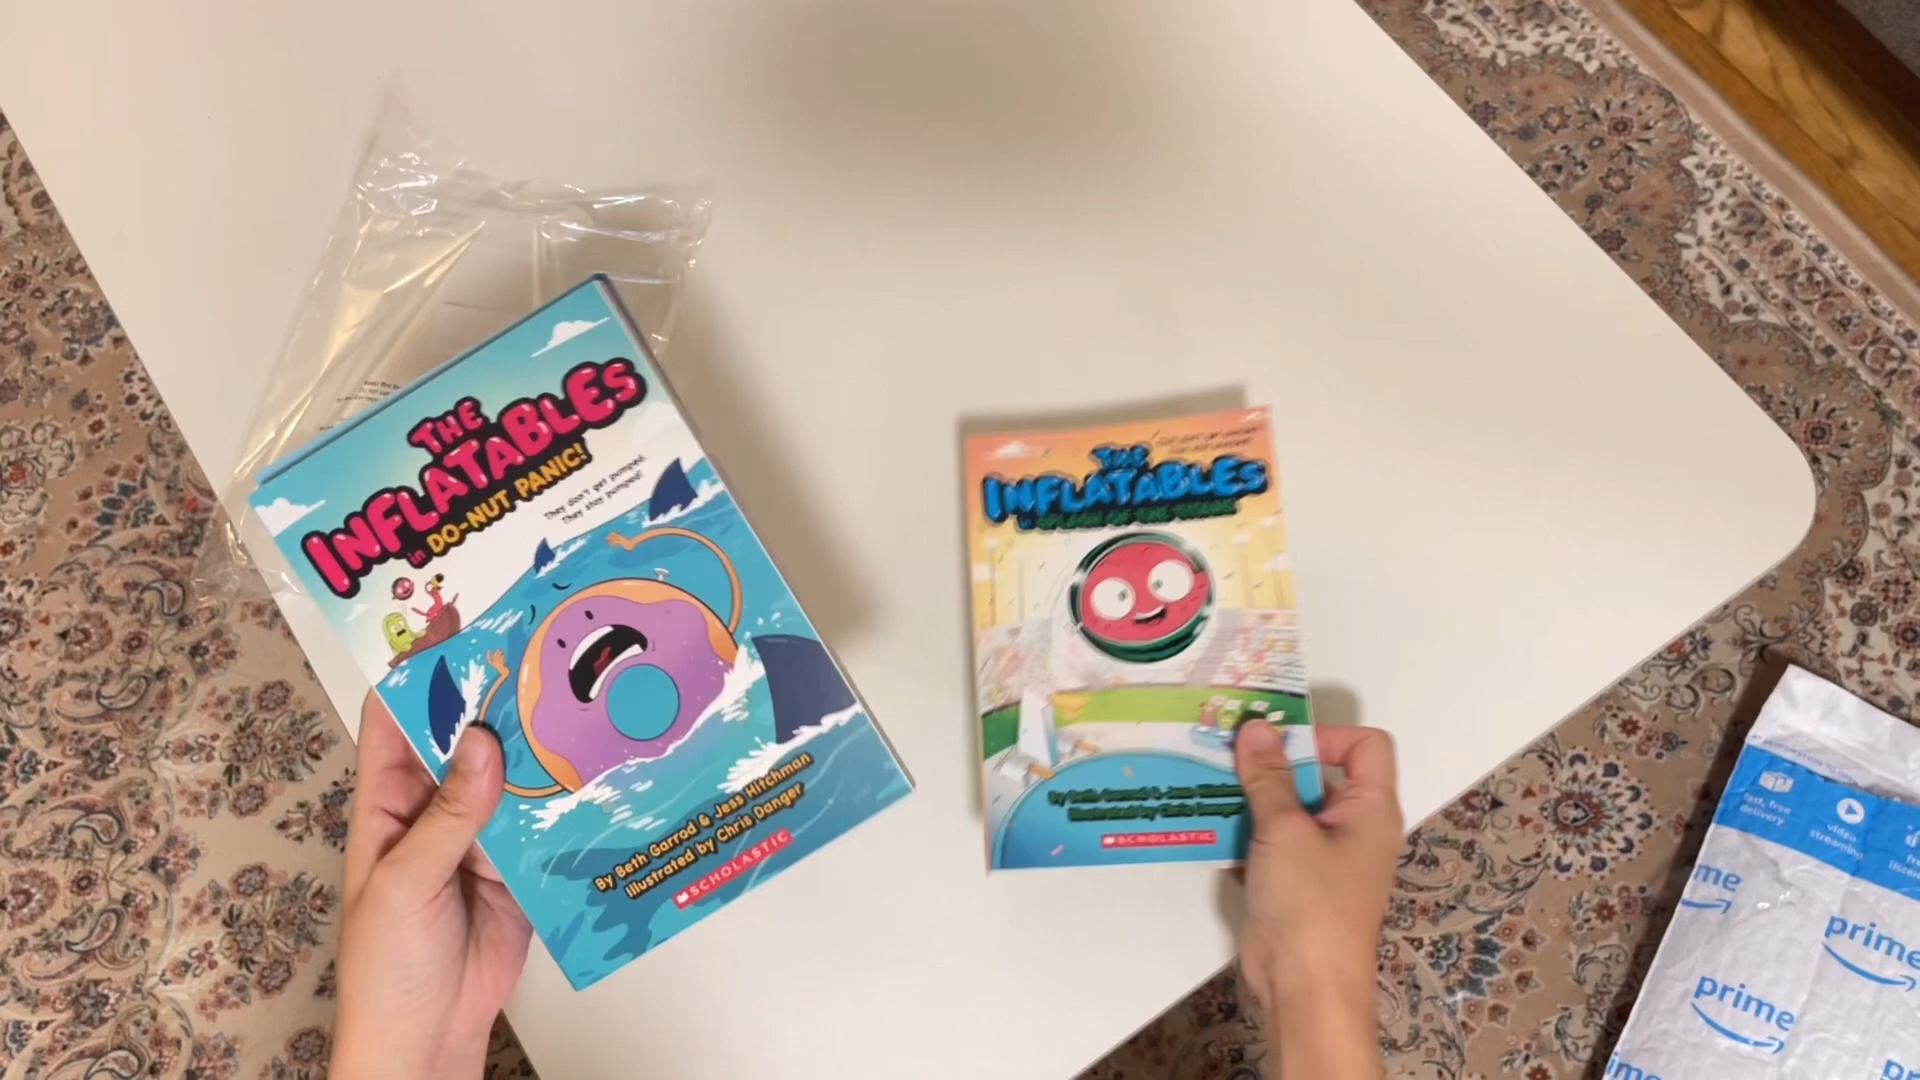 THE
INFLATABLES
in DO-NUT PANIC!
They don't get pumped.
They stay pumped!
By Beth Garrod & Jess Hitchman
Illustrated by Chris Danger
SCHOLASTIC
THE
INFLATABLES
SCHOLASTIC
fast, free
delivery
video
streaming
prime
prime